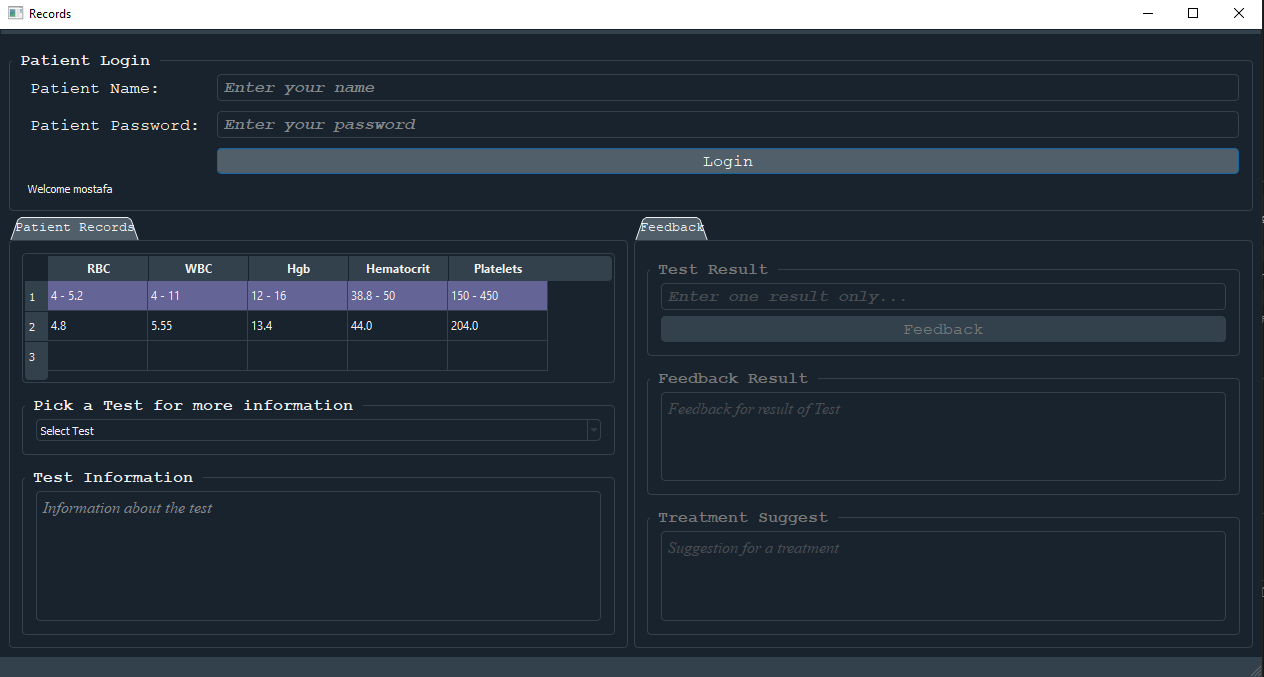 Records
Patient Login
Patient Name:
Enter your name
Patient Password:
Enter your password
Login
Welcome mostafa
Patient Records
RBC WBC Hgb Hematocrit Platelets
1 4 - 5.2 4 - 11 12 - 16 38.8 - 50 150 - 450
2 4.8 5.55 13.4 44.0 204.0
3
Pick a Test for more information
Select Test
Test Information
Information about the test
Feedback
Test Result
Enter one result only...
Feedback
Feedback Result
Feedback for result of Test
Treatment Suggest
Suggestion for a treatment